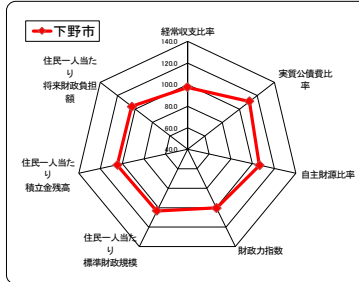 下野市
経常収支比率
140.0
120.0
100.0
80.0
60.0
40.0
実質公債費比
率
自主財源比率
財政力指数
住民一人当た
り
標準財政規模
住民一人当た
り
積立金残高
住民一人当た
り
将来財政負担
額